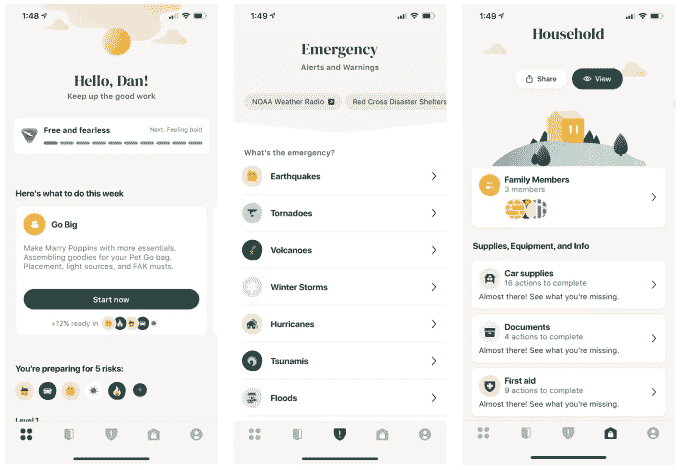 1:48
Hello, Dan!
Keep up the good work
Free and fearless
Next: Feeling bold
Here's what to do this week
Go Big
Make Marry Poppins with more essentials.
Assembling goodies for your Pet Go bag.
Placement, light sources, and FAK musts.
Start now
+12% ready in
You're preparing for 5 risks:
Level 1
1:49
Emergency
Alerts and Warnings
NOAA Weather Radio
Red Cross Disaster Shelters
What's the emergency?
Earthquakes
Tornadoes
Volcanoes
Winter Storms
Hurricanes
Tsunamis
Floods
1:49
Household
Share
View
Family Members
3 members
Supplies, Equipment, and Info
Car supplies
16 actions to complete
Almost there! See what you're missing.
Documents
4 actions to complete
Almost there! See what you're missing.
First aid
9 actions to complete
Almost there! See what you're missing.